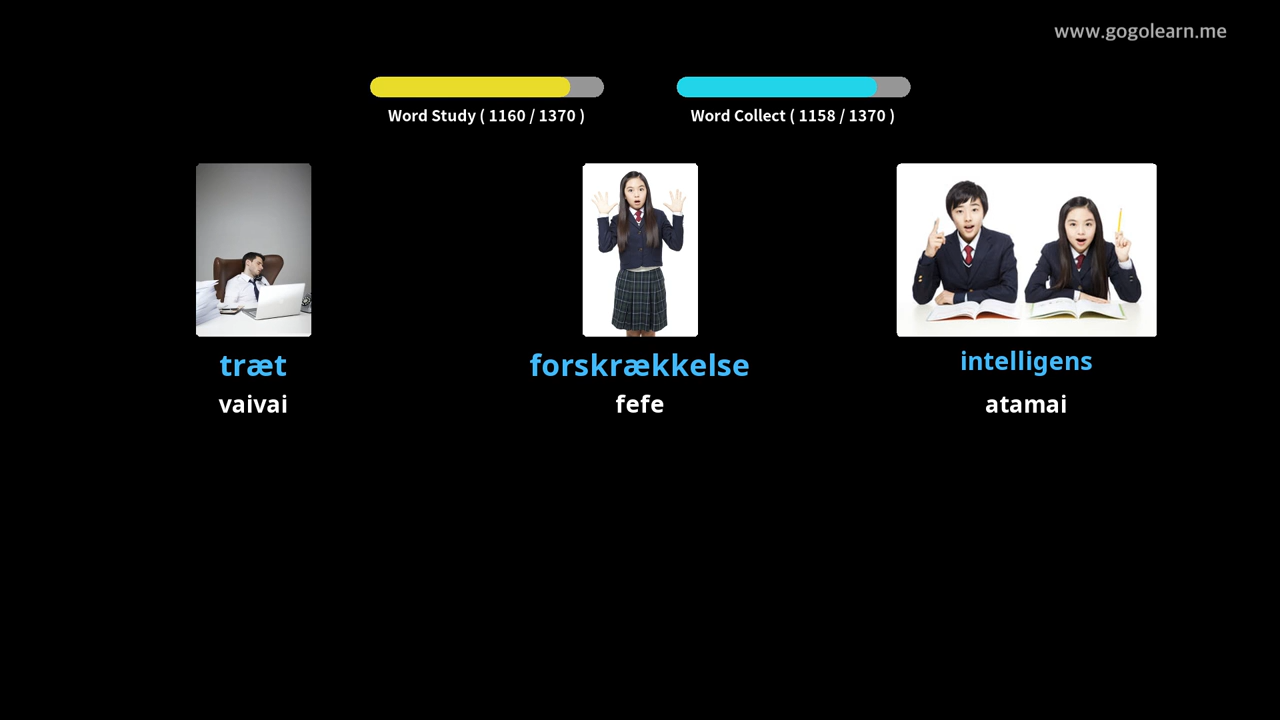 www.gogolearn.me
Word Study ( 1160 / 1370 )
Word Collect ( 1158 / 1370 )
træt
forskrækkelse
intelligens
vaivai
fefe
atamai